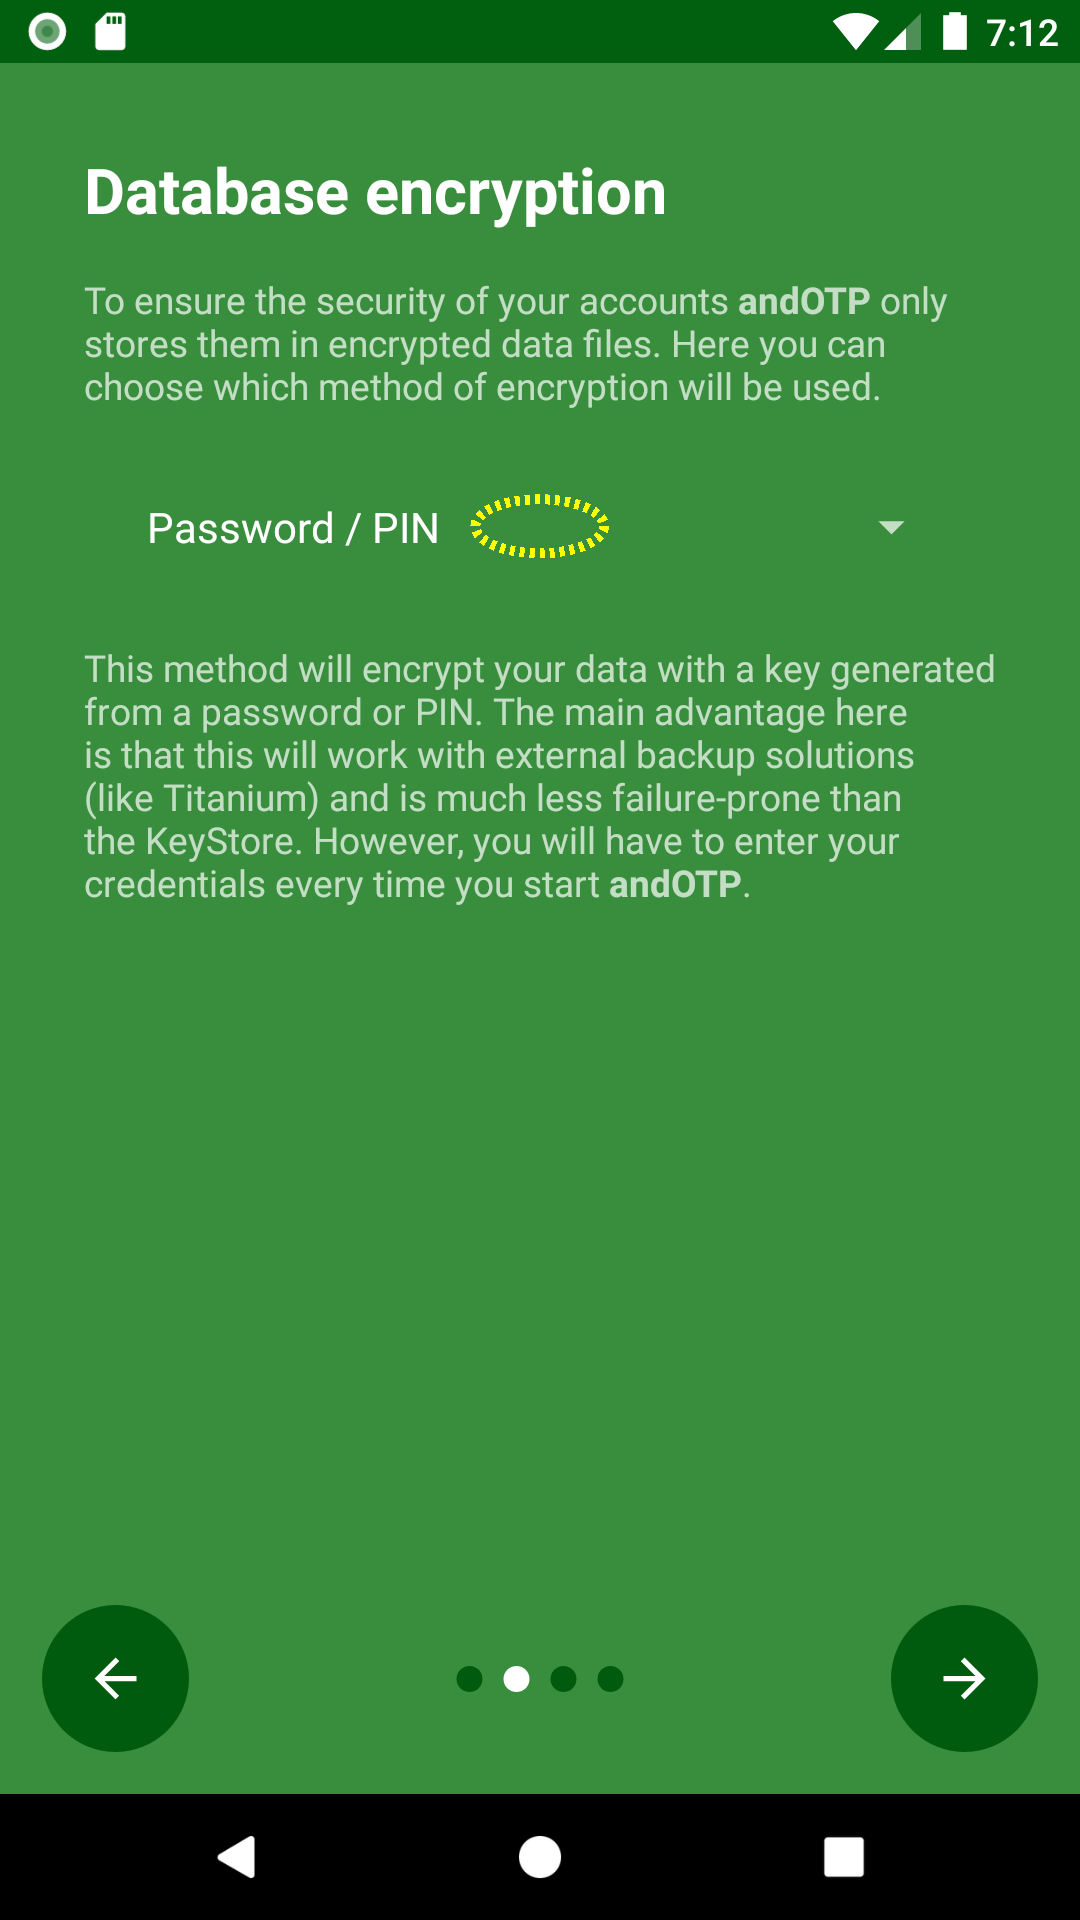 7:12
Database encryption
To ensure the security of your accounts andOTP only
stores them in encrypted data files. Here you can
choose which method of encryption will be used.
Password / PIN
This method will encrypt your data with a key generated
from a password or PIN. The main advantage here
is that this will work with external backup solutions
(like Titanium) and is much less failure-prone than
the KeyStore. However, you will have to enter your
credentials every time you start andOTP.